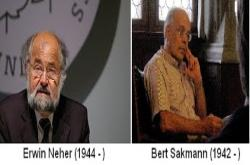 Erwin Neher (1944 - )
Bert Sakmann (1942 - )